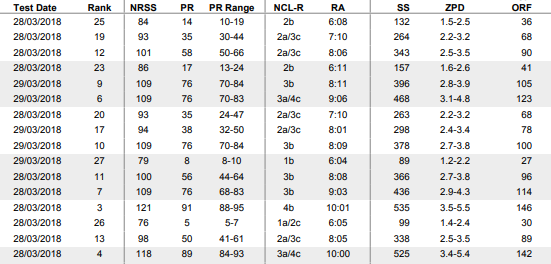 Test Date Rank NRSS PR PR Range NCL-R RA SS ZPD ORF
28/03/2018 25 84 14 10-19 2b 6:08 132 1.5-2.5 36
28/03/2018 19 93 35 30-44 2a/3c 7:10 264 2.2-3.2 68
28/03/2018 12 101 58 50-66 2a/3c 8:06 343 2.5-3.5 90
28/03/2018 23 86 17 13-24 2b 6:11 157 1.6-2.6 41
29/03/2018 9 109 76 70-84 3b 8:11 396 2.8-3.9 105
29/03/2018 6 109 76 70-83 3a/4c 9:06 468 3.1-4.8 123
28/03/2018 20 93 35 24-47 2a/3c 7:10 263 2.2-3.2 68
29/03/2018 17 94 38 32-50 2a/3c 8:01 298 2.4-3.4 78
29/03/2018 10 109 76 70-84 3b 8:09 378 2.7-3.8 100
29/03/2018 27 79 8 8-10 1b 6:04 89 1.2-2.2 27
28/03/2018 11 100 56 44-64 3b 8:08 366 2.7-3.8 96
28/03/2018 7 109 76 68-83 3b 9:03 436 2.9-4.3 114
28/03/2018 3 121 91 88-95 4b 10:01 535 3.5-5.5 146
28/03/2018 26 76 5 5-7 1a/2c 6:05 99 1.4-2.4 30
28/03/2018 13 98 50 41-61 2a/3c 8:05 338 2.5-3.5 89
28/03/2018 4 118 89 84-93 3a/4c 10:00 525 3.4-5.4 142